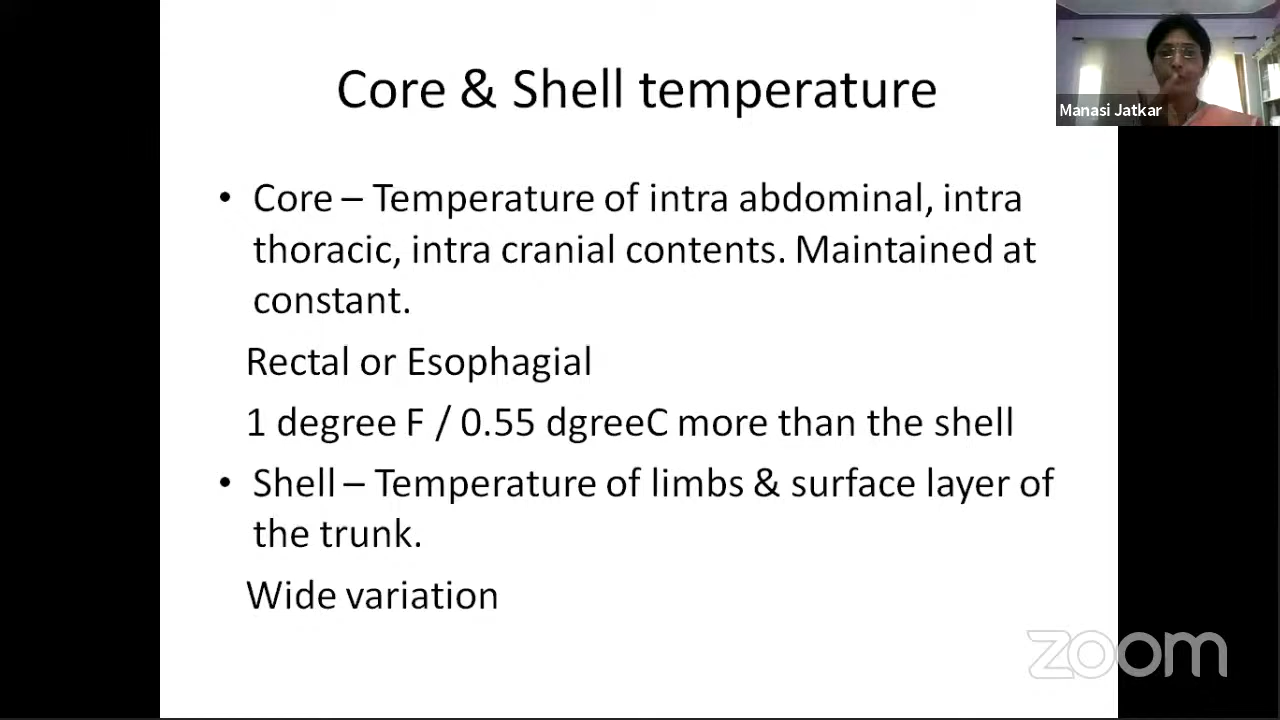 Core & Shell temperature
Manasi Jatkar
• Core – Temperature of intra abdominal, intra
thoracic, intra cranial contents. Maintained at
constant.
Rectal or Esophagial
1 degree F / 0.55 dgreeC more than the shell
• Shell – Temperature of limbs & surface layer of
the trunk.
Wide variation
zoom